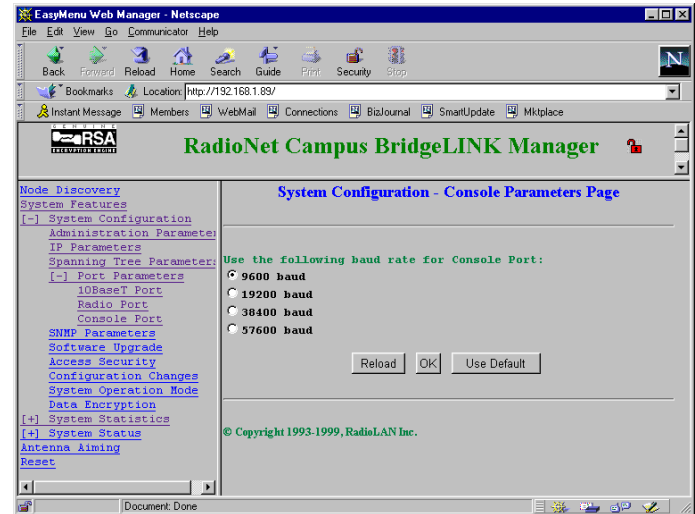 EasyMenu Web Manager - Netscape
File Edit View Go Communicator Help
Back Forward Reload Home Search Guide Print Security Stop
N
Bookmarks Location: http://192.168.1.89/
Instant Message Members WebMail Connections BizJournal SmartUpdate Mktplace
GENUINE
RSA
ENCRYPTION ENGINE
RadioNet Campus BridgeLINK Manager
Node Discovery
System Features
[-] System Configuration
Administration Parameter
IP Parameters
Spanning Tree Parameters
[-] Port Parameters
10BaseT Port
Radio Port
Console Port
SNMP Parameters
Software Upgrade
Access Security
Configuration Changes
System Operation Mode
Data Encryption
[+] System Statistics
[+] System Status
Antenna Aiming
Reset
System Configuration - Console Parameters Page
Use the following baud rate for Console Port:
9600 baud
19200 baud
38400 baud
57600 baud
Reload OK Use Default
© Copyright 1993-1999, RadioLAN Inc.
Document: Done